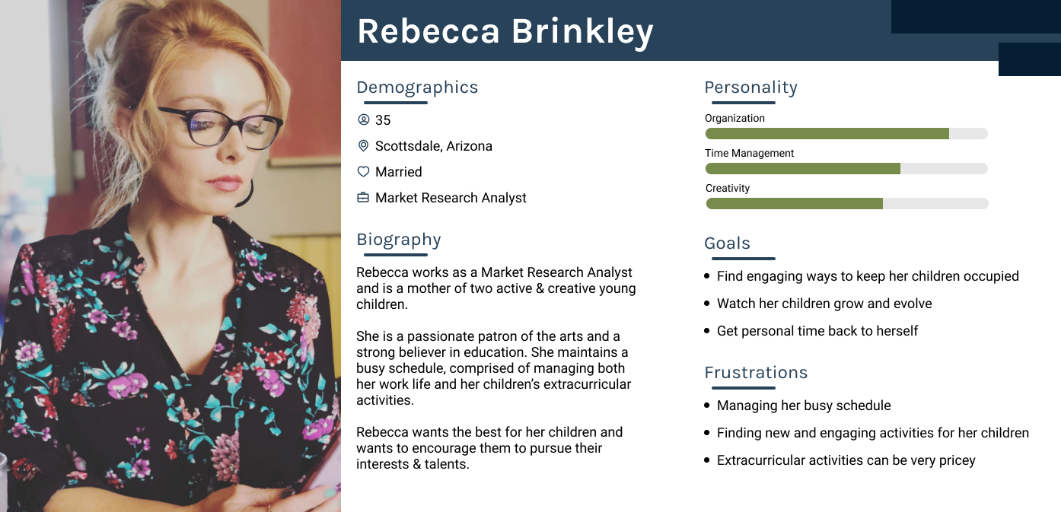 Rebecca Brinkley
Demographics
35
Scottsdale, Arizona
Married
Market Research Analyst
Biography
Rebecca works as a Market Research Analyst
and is a mother of two active & creative young
children.
She is a passionate patron of the arts and a
strong believer in education. She maintains a
busy schedule, comprised of managing both
her work life and her children’s extracurricular
activities.
Rebecca wants the best for her children and
wants to encourage them to pursue their
interests & talents.
Personality
Organization
Time Management
Creativity
Goals
• Find engaging ways to keep her children occupied
• Watch her children grow and evolve
• Get personal time back to herself
Frustrations
• Managing her busy schedule
• Finding new and engaging activities for her children
• Extracurricular activities can be very pricey